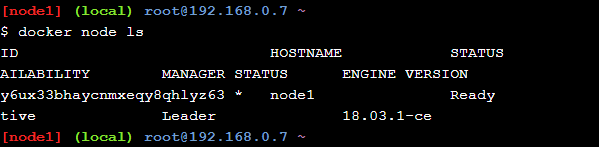 [node1] (local) root@192.168.0.7 ~
$ docker node ls
ID HOSTNAME STATUS
AILABILITY MANAGER STATUS ENGINE VERSION
y6ux33bhaycnmxeqy8qhlyz63 * node1 Ready
tive Leader 18.03.1-ce
[node1] (local) root@192.168.0.7 ~